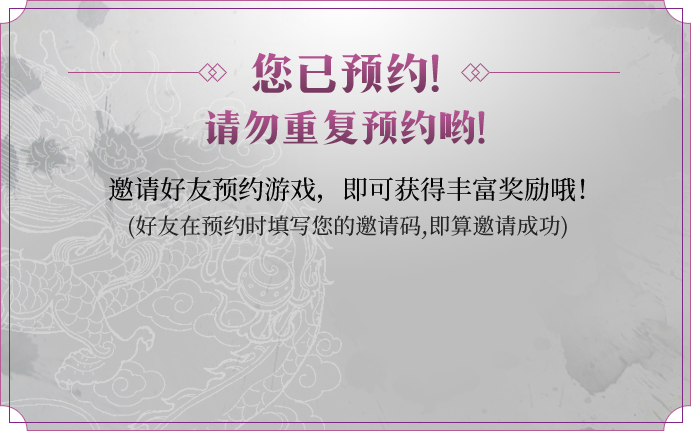 您已预约!
请勿重复预约哟!
邀请好友预约游戏，即可获得丰富奖励哦!
(好友在预约时填写您的邀请码,即算邀请成功)